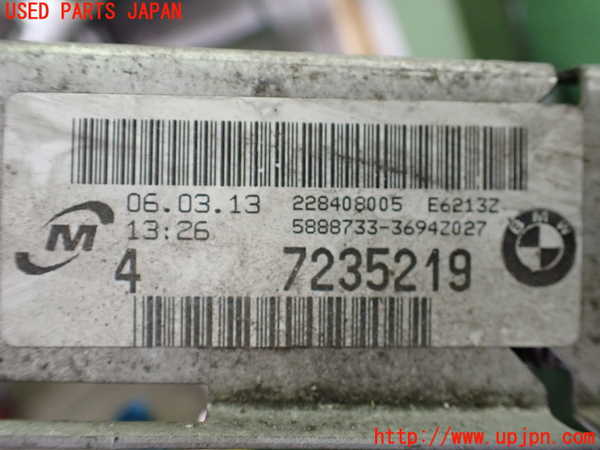 USED PARTS JAPAN
06.03.13 228408005 E6213Z
13:26 5888733-3694Z027
M
BMW
4 7235219
http://www.upjpn.com/